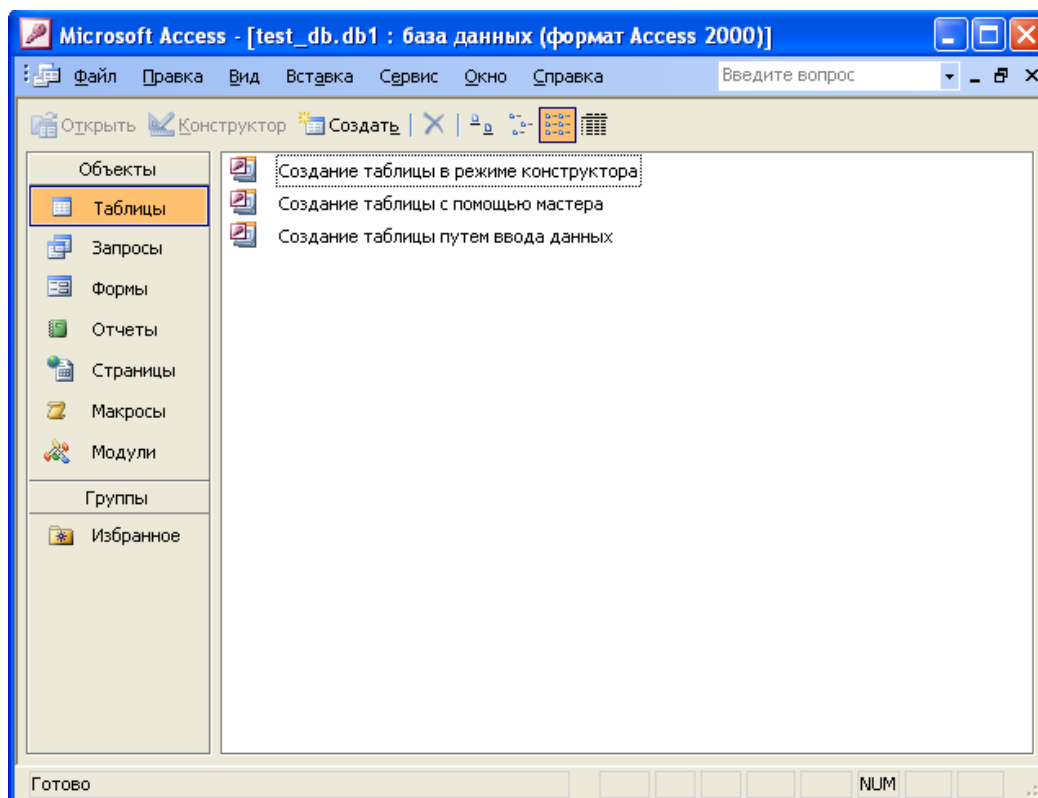 Microsoft Access - [test_db.db1 : база данных (формат Access 2000)]
Файл Правка Вид Вставка Сервис Окно Справка Введите вопрос
Открыть Конструктор Создать
Объекты
Таблицы
Запросы
Формы
Отчеты
Страницы
Макросы
Модули
Группы
Избранное
Создание таблицы в режиме конструктора
Создание таблицы с помощью мастера
Создание таблицы путем ввода данных
Готово NUM